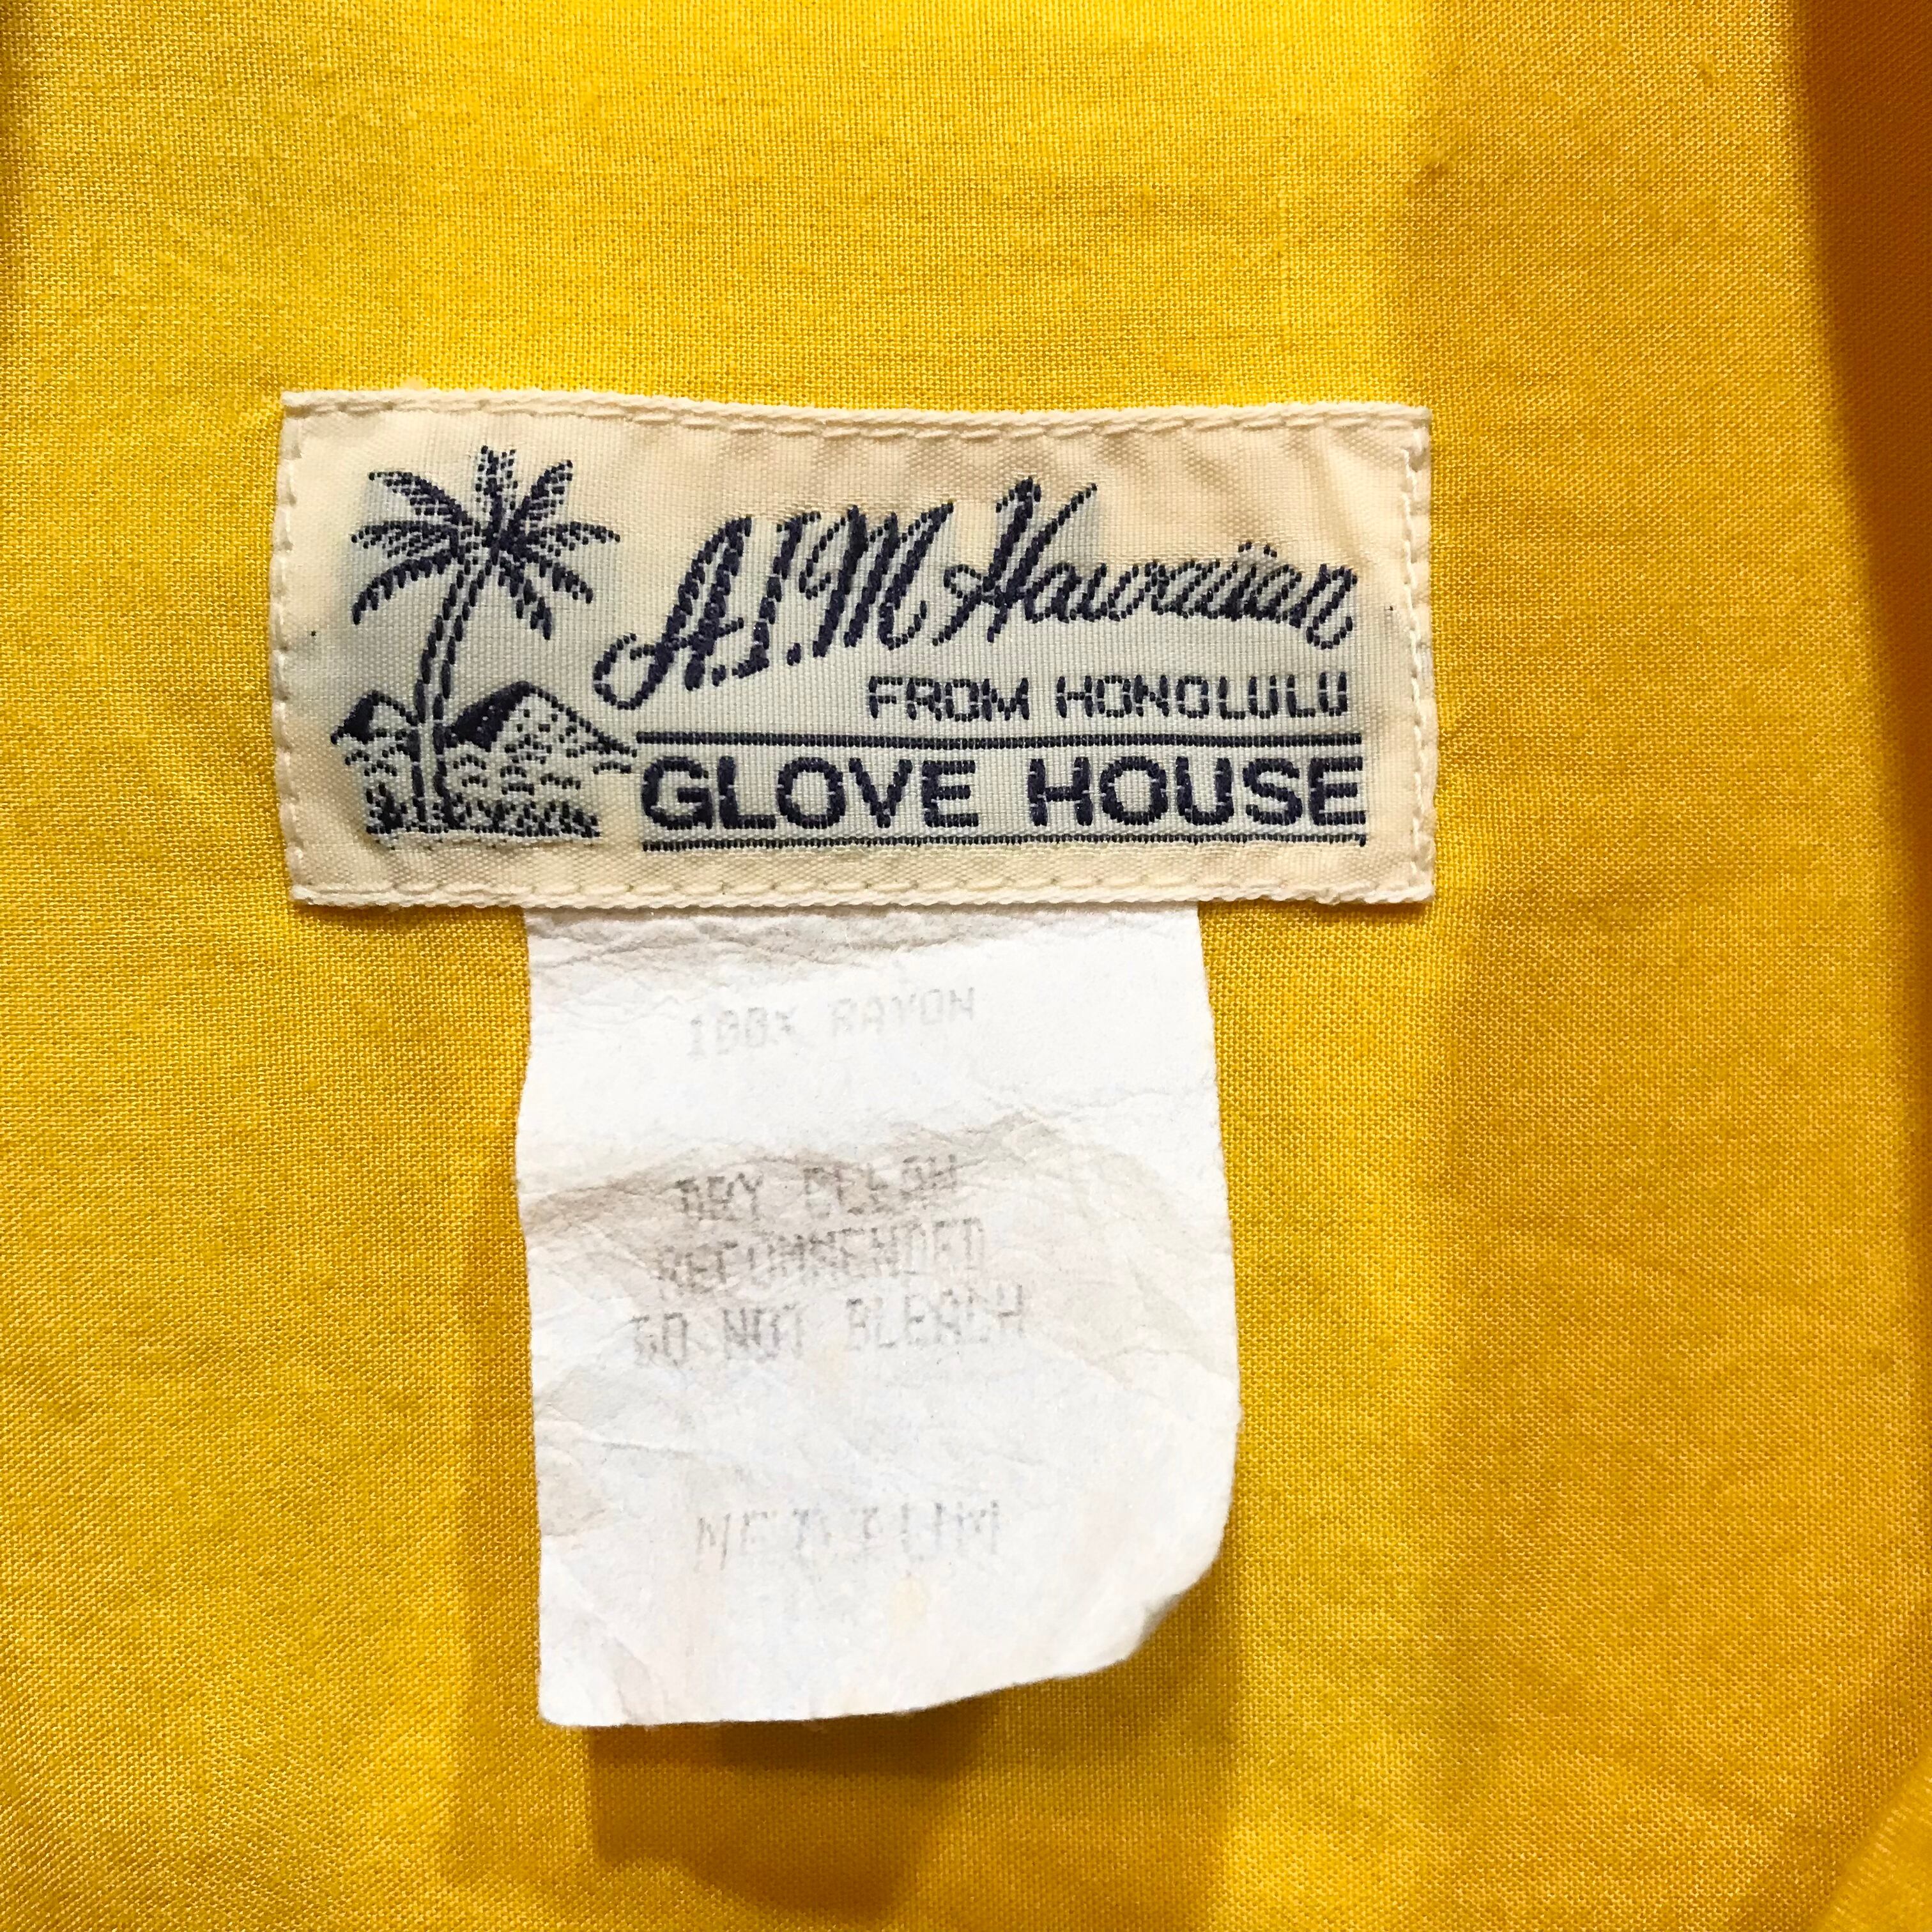 A.I.M Hawaiian
FROM HONOLULU
GLOVE HOUSE
100% RAYON
DRY CLEAN
RECOMMENDED
DO NOT BLEACH
MEDIUM